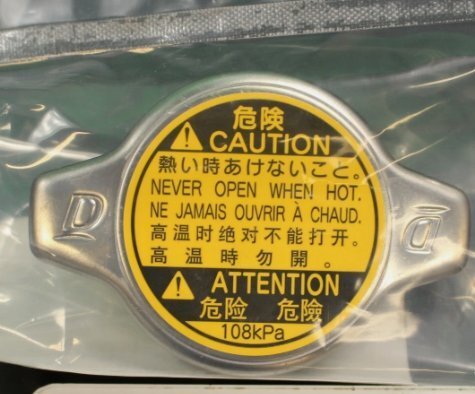 危険
CAUTION
熱い時あけないこと。
NEVER OPEN WHEN HOT.
NE JAMAIS OUVRIR À CHAUD.
高温时绝对不能打开。
高温時勿開。
ATTENTION
危险 危險
108kPa
D D